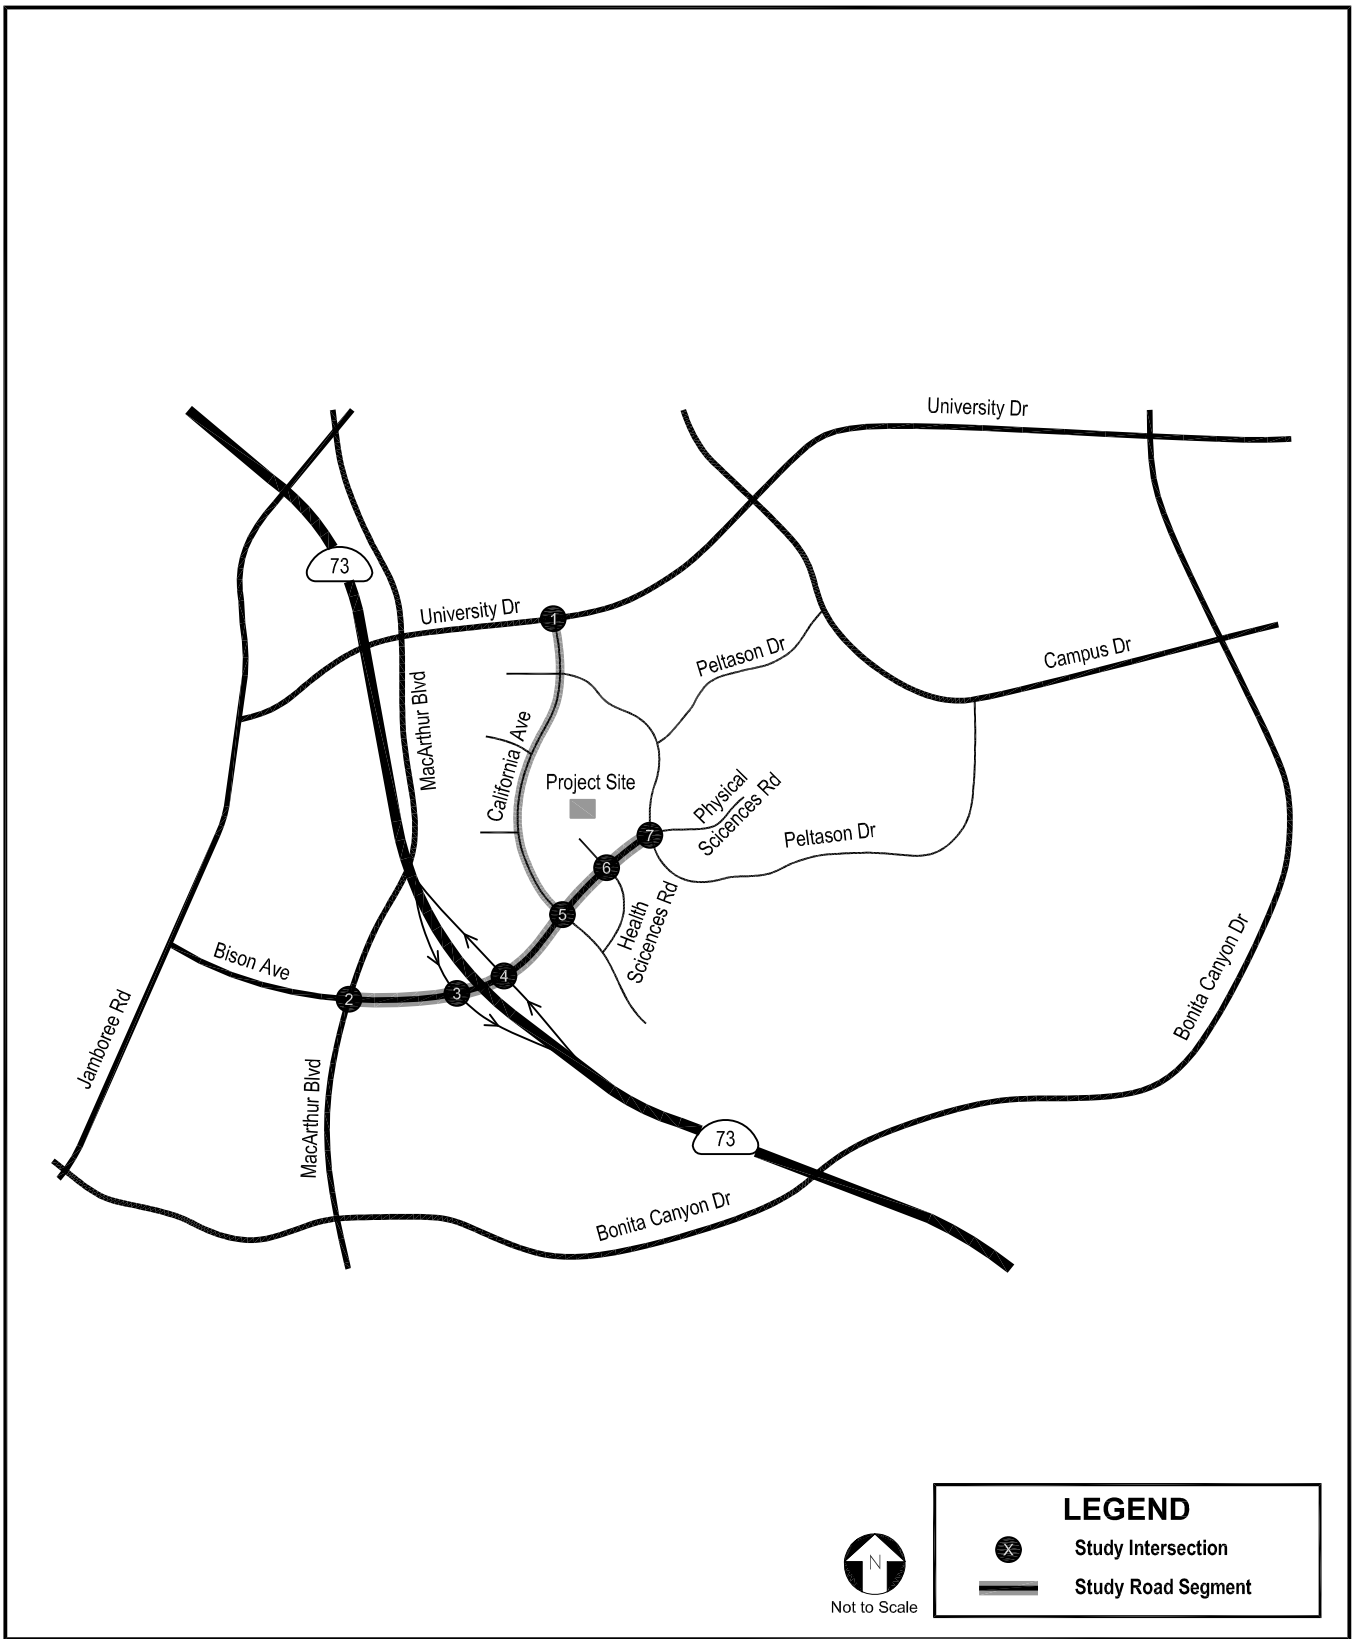 University Dr
73
University Dr
1
Peltason Dr
Campus Dr
MacArthur Blvd
California Ave
Project Site
Physical
Scicences Rd
7
Peltason Dr
6
Health
Scicences Rd
5
Bison Ave
4
3
2
Bonita Canyon Dr
Jamboree Rd
MacArthur Blvd
73
Bonita Canyon Dr
LEGEND
X
Study Intersection
Study Road Segment
N
Not to Scale